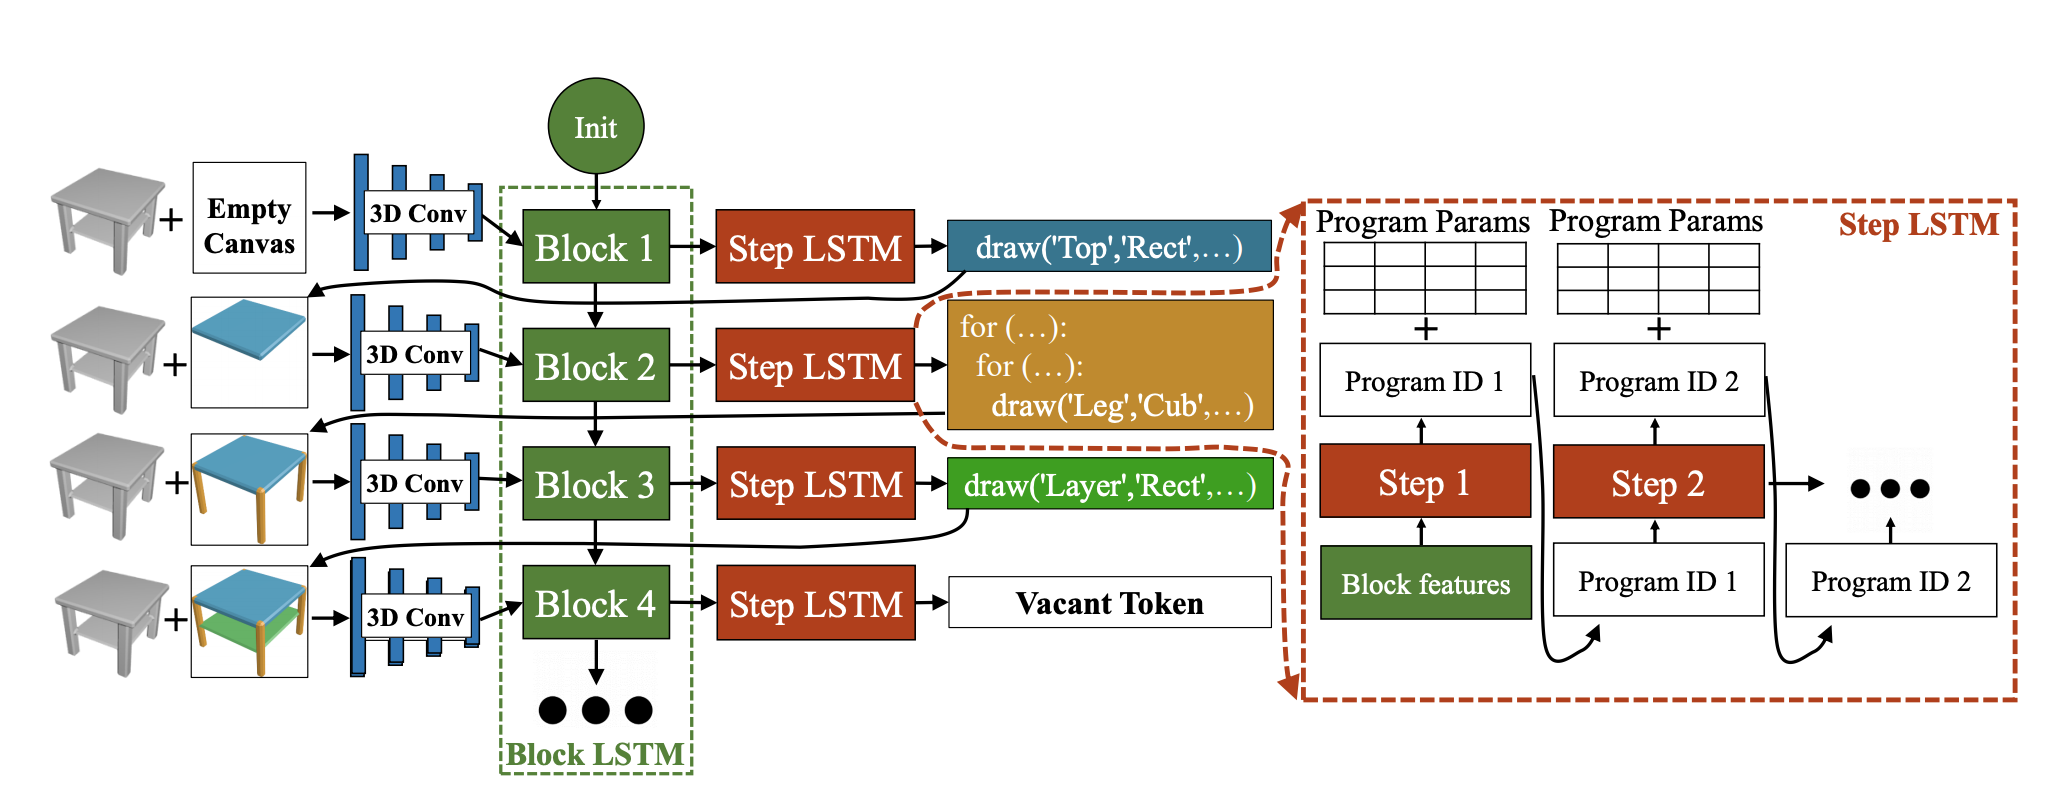 Init
Empty
Canvas
3D Conv
Block 1
Step LSTM
draw('Top','Rect',...)
3D Conv
Block 2
Step LSTM
for (...):
for (...):
draw('Leg','Cub',...)
3D Conv
Block 3
Step LSTM
draw('Layer','Rect',...)
3D Conv
Block 4
Step LSTM
Vacant Token
Block LSTM
Step LSTM
Program Params
Program Params
Program ID 1
Program ID 2
Step 1
Step 2
Block features
Program ID 1
Program ID 2